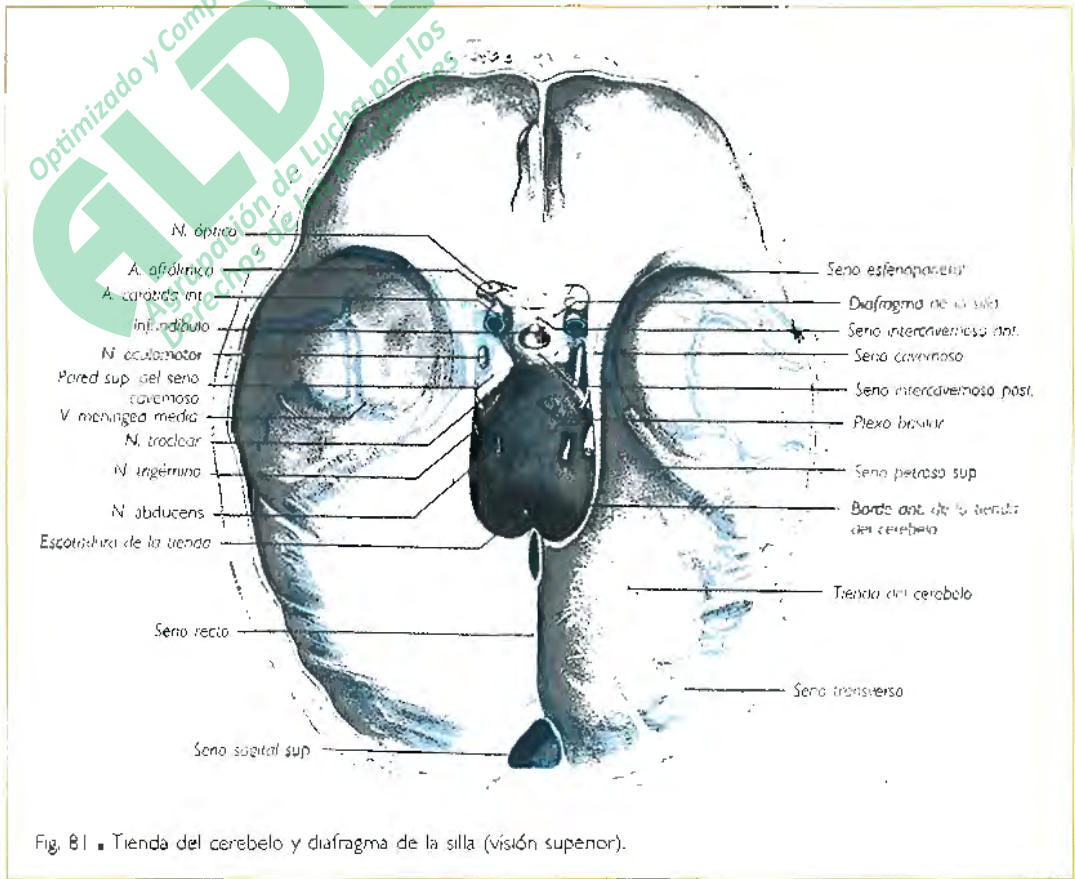 Optimizado y Comp
ALDE
Agrupación de Lucha por los
Derechos de los Estudiantes
N. óptico
A. oftálmica
A. carótida int.
Infundíbulo
N. oculomotor
Pared sup. del seno
cavernoso
V. meníngea media
N. troclear
N. trigémino
N. abducens
Escotadura de la tienda
Seno recto
Seno sagital sup
Seno esfenoparietal
Diafragma de la silla
Seno intercavernoso ant.
Seno cavernoso
Seno intercavernoso post.
Plexo basilar
Seno petroso sup
Borde ant. de la tienda
del cerebelo
Tienda del cerebelo
Seno transverso
Fig. 81 ▪ Tienda del cerebelo y diafragma de la silla (visión superior).